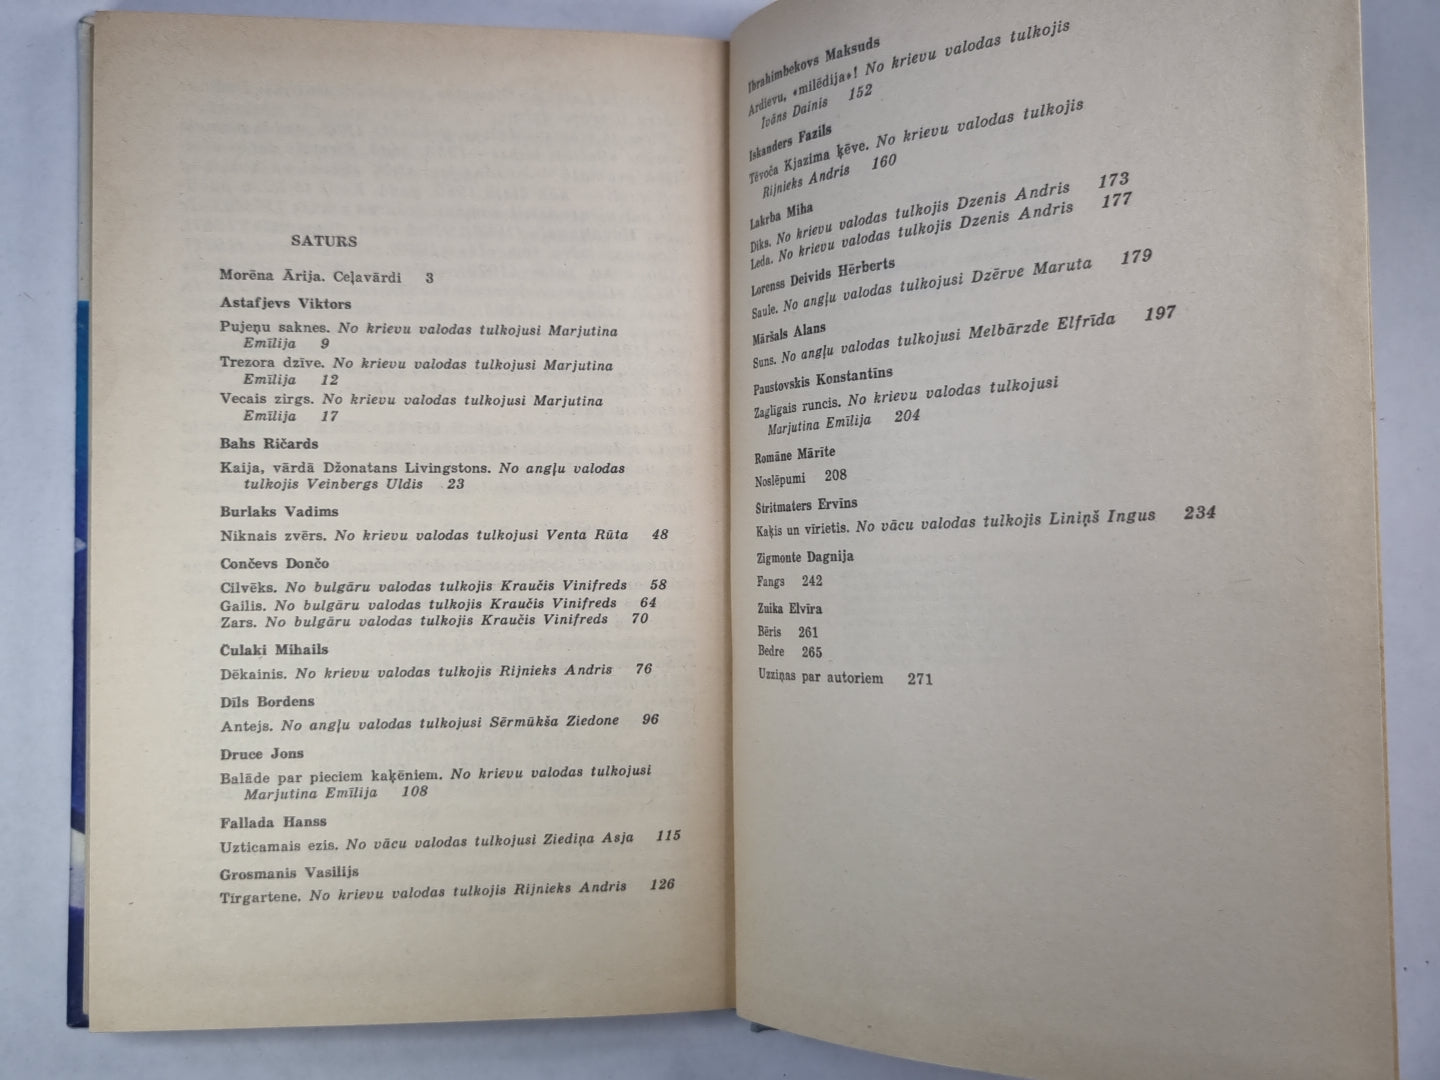 SATURS
Morēna Ārija. Ceļavārdi 3
Astafjevs Viktors
Pujeņu saknes. No krievu valodas tulkojusi Marjutina
Emīlija 9
Trezora dzīve. No krievu valodas tulkojusi Marjutina
Emīlija 12
Vecais zirgs. No krievu valodas tulkojusi Marjutina
Emīlija 17
Bahs Ričards
Kaija, vārdā Džonatans Livingstons. No angļu valodas
tulkojis Veinbergs Uldis 23
Burlaks Vadims
Niknais zvērs. No krievu valodas tulkojusi Venta Rūta 48
Cončevs Dončo
Cilvēks. No bulgāru valodas tulkojis Kraučis Vinifreds 58
Gailis. No bulgāru valodas tulkojis Kraučis Vinifreds 64
Zars. No bulgāru valodas tulkojis Kraučis Vinifreds 70
Čulaki Mihails
Dēkainis. No krievu valodas tulkojis Rijnieks Andris 76
Dīls Bordens
Antejs. No angļu valodas tulkojusi Sērmūkša Ziedone 96
Druce Jons
Balāde par pieciem kaķēniem. No krievu valodas tulkojusi
Marjutina Emīlija 108
Fallada Hanss
Uzticamais ezis. No vācu valodas tulkojusi Ziediņa Asja 115
Grosmanis Vasilijs
Tīrgartene. No krievu valodas tulkojis Rijnieks Andris 126
Ibrahimbekovs Maksuds
Ardievu, «milēdija»! No krievu valodas tulkojis
Ivāns Dainis 152
Iskanders Fazils
Tēvoča Kjazima ķēve. No krievu valodas tulkojis
Rijnieks Andris 160
Lakrba Miha
Diks. No krievu valodas tulkojis Dzenis Andris 173
Leda. No krievu valodas tulkojis Dzenis Andris 177
Lorenss Deivids Hērberts
Saule. No angļu valodas tulkojusi Dzērve Maruta 179
Māršals Alans
Suns. No angļu valodas tulkojusi Melbārzde Elfrīda 197
Paustovskis Konstantīns
Zaglīgais runcis. No krievu valodas tulkojusi
Marjutina Emīlija 204
Romāne Mārīte
Noslēpumi 208
Štritmaters Ervīns
Kaķis un vīrietis. No vācu valodas tulkojis Liniņš Ingus 234
Zigmonte Dagnija
Fangs 242
Zuika Elvīra
Bēris 261
Bedre 265
Uzziņas par autoriem 271